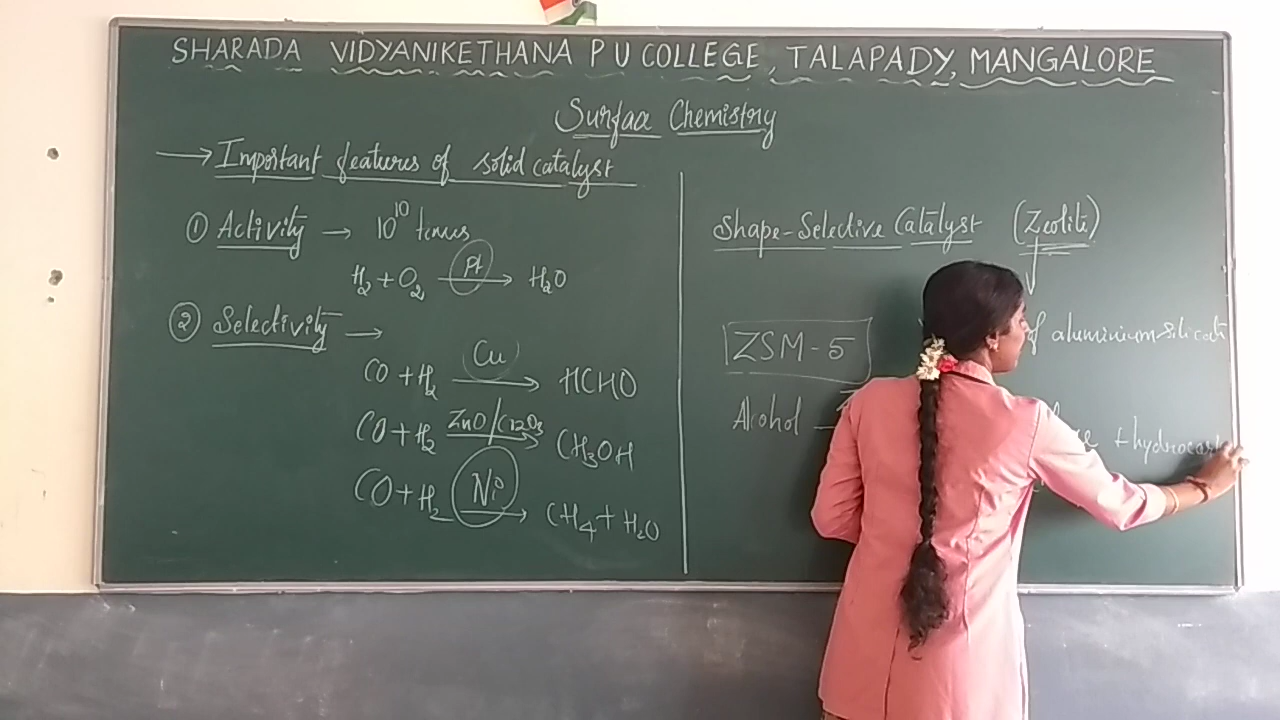 SHARADA VIDYANIKETHANA P U COLLEGE, TALAPADY, MANGALORE
Surface Chemistry
→ Important features of solid catalyst
① Activity → 10¹⁰ times
H₂ + O₂ —Pt→ H₂O
② Selectivity →
CO + H₂ —Cu→ HCHO
CO + H₂ —ZnO/Cr₂O₃→ CH₃OH
CO + H₂ —Ni→ CH₄ + H₂O
Shape-Selective Catalyst (Zeolite)
↓
of aluminium silicat
ZSM-5
Alcohol
+ hydrocarb